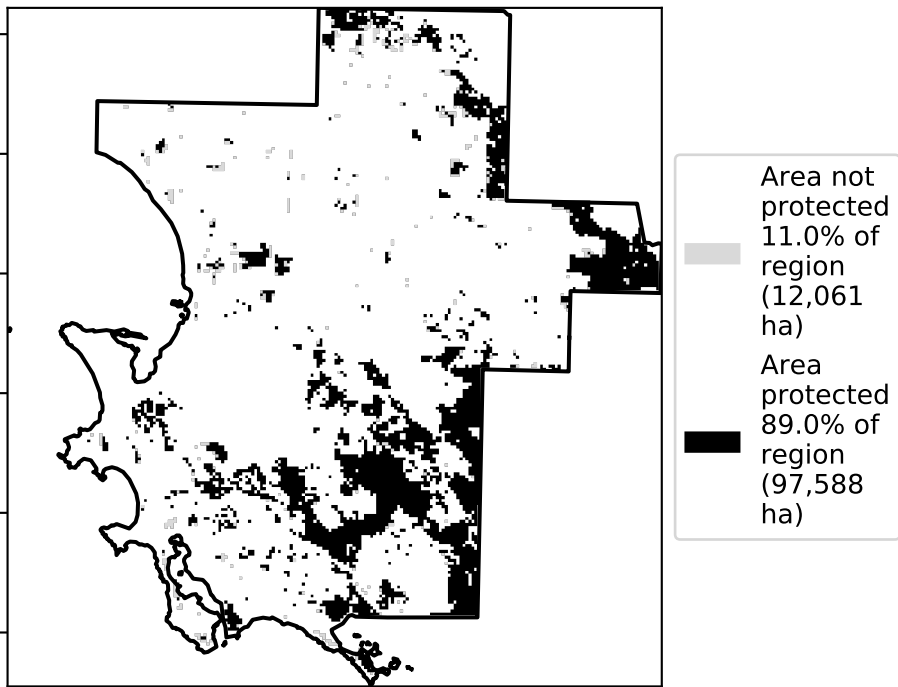 Area not
protected
11.0% of
region
(12,061
ha)
Area
protected
89.0% of
region
(97,588
ha)